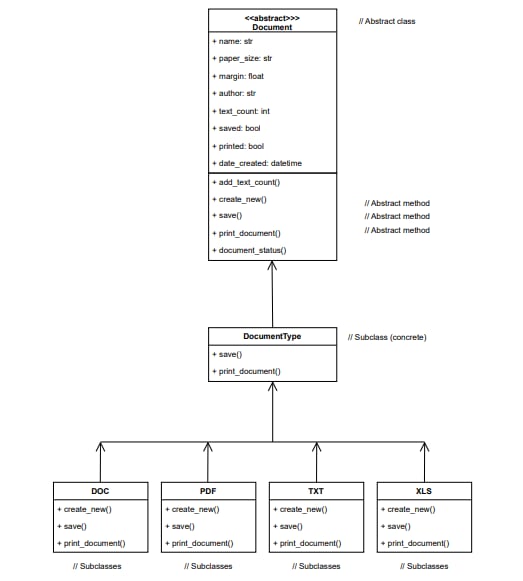 <<abstract>>>
Document
// Abstract class
+ name: str
+ paper_size: str
+ margin: float
+ author: str
+ text_count: int
+ saved: bool
+ printed: bool
+ date_created: datetime
+ add_text_count()
+ create_new()
// Abstract method
+ save()
// Abstract method
+ print_document()
// Abstract method
+ document_status()
DocumentType
// Subclass (concrete)
+ save()
+ print_document()
DOC
+ create_new()
+ save()
+ print_document()
// Subclasses
PDF
+ create_new()
+ save()
+ print_document()
// Subclasses
TXT
+ create_new()
+ save()
+ print_document()
// Subclasses
XLS
+ create_new()
+ save()
+ print_document()
// Subclasses